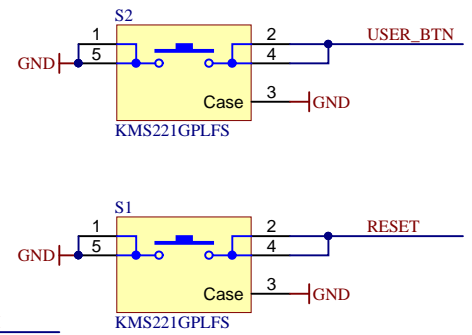 S2
1 2 USER_BTN
GND 5 4
Case 3 GND
KMS221GPLFS
S1
1 2 RESET
GND 5 4
Case 3 GND
KMS221GPLFS